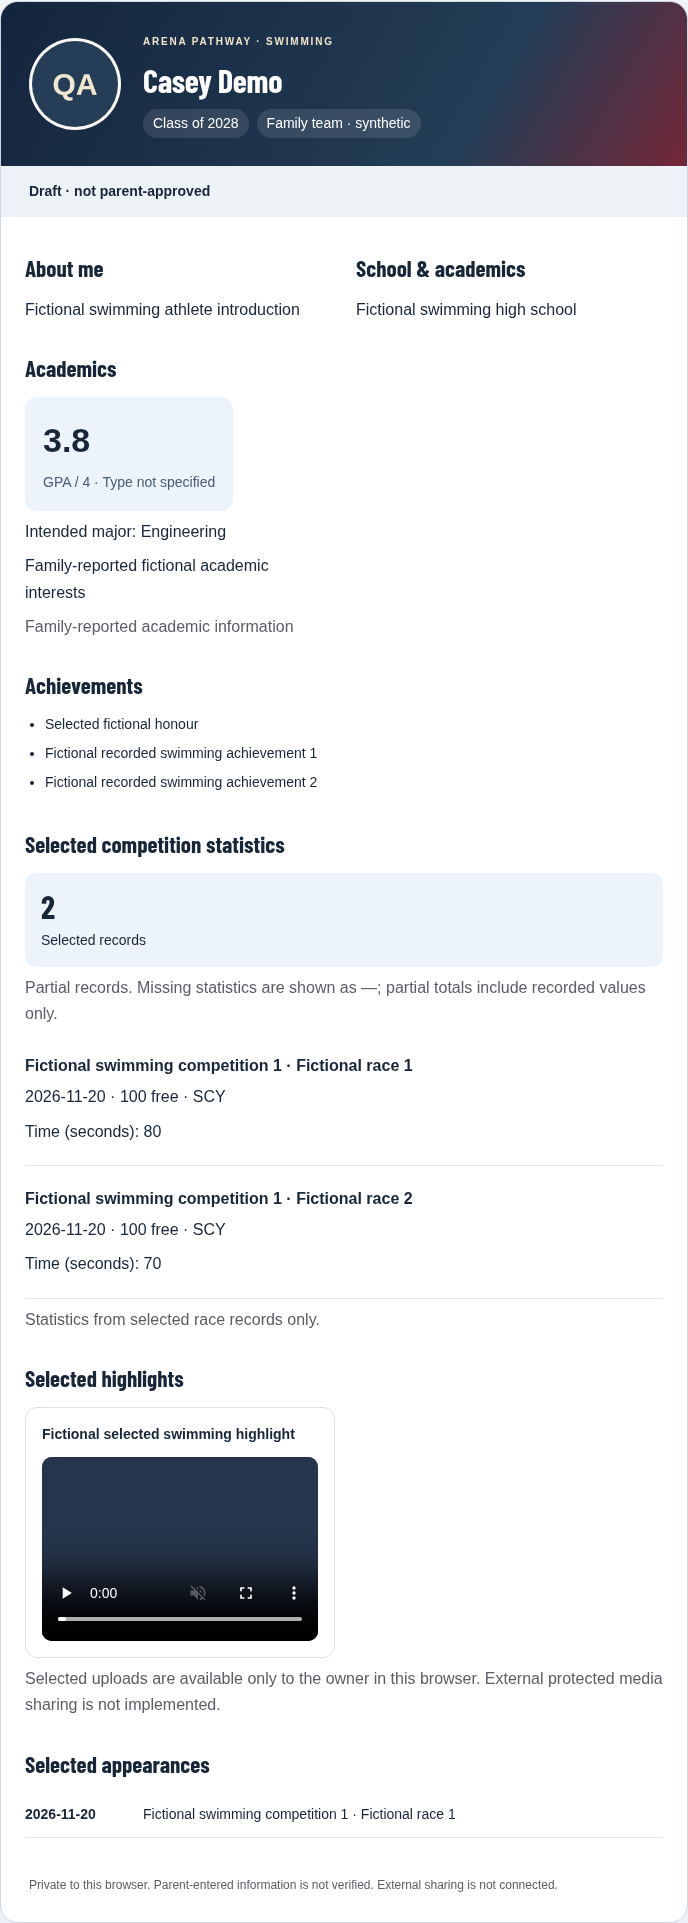 QA
ARENA PATHWAY · SWIMMING
Casey Demo
Class of 2028
Family team · synthetic
Draft · not parent-approved
About me
Fictional swimming athlete introduction
School & academics
Fictional swimming high school
Academics
3.8
GPA / 4 · Type not specified
Intended major: Engineering
Family-reported fictional academic
interests
Family-reported academic information
Achievements
• Selected fictional honour
• Fictional recorded swimming achievement 1
• Fictional recorded swimming achievement 2
Selected competition statistics
2
Selected records
Partial records. Missing statistics are shown as —; partial totals include recorded values
only.
Fictional swimming competition 1 · Fictional race 1
2026-11-20 · 100 free · SCY
Time (seconds): 80
Fictional swimming competition 1 · Fictional race 2
2026-11-20 · 100 free · SCY
Time (seconds): 70
Statistics from selected race records only.
Selected highlights
Fictional selected swimming highlight
0:00
Selected uploads are available only to the owner in this browser. External protected media
sharing is not implemented.
Selected appearances
2026-11-20 Fictional swimming competition 1 · Fictional race 1
Private to this browser. Parent-entered information is not verified. External sharing is not connected.